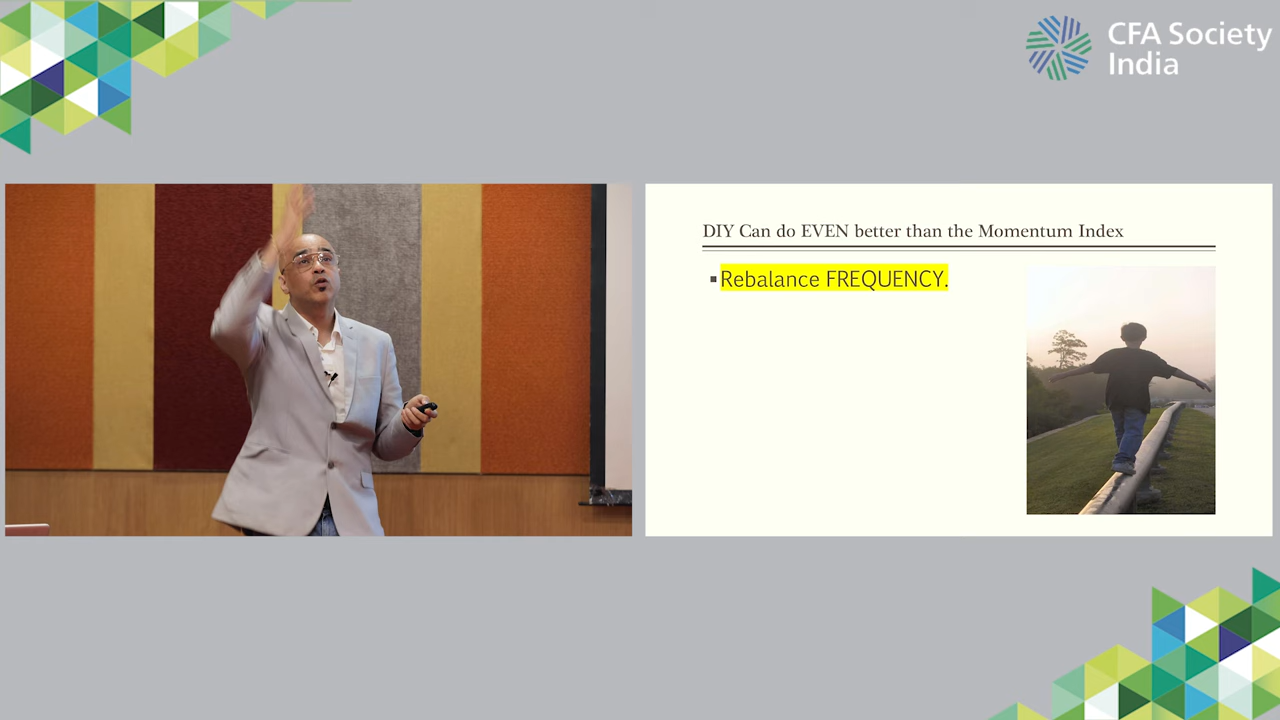 CFA Society
India
DIY Can do EVEN better than the Momentum Index
▪Rebalance FREQUENCY.